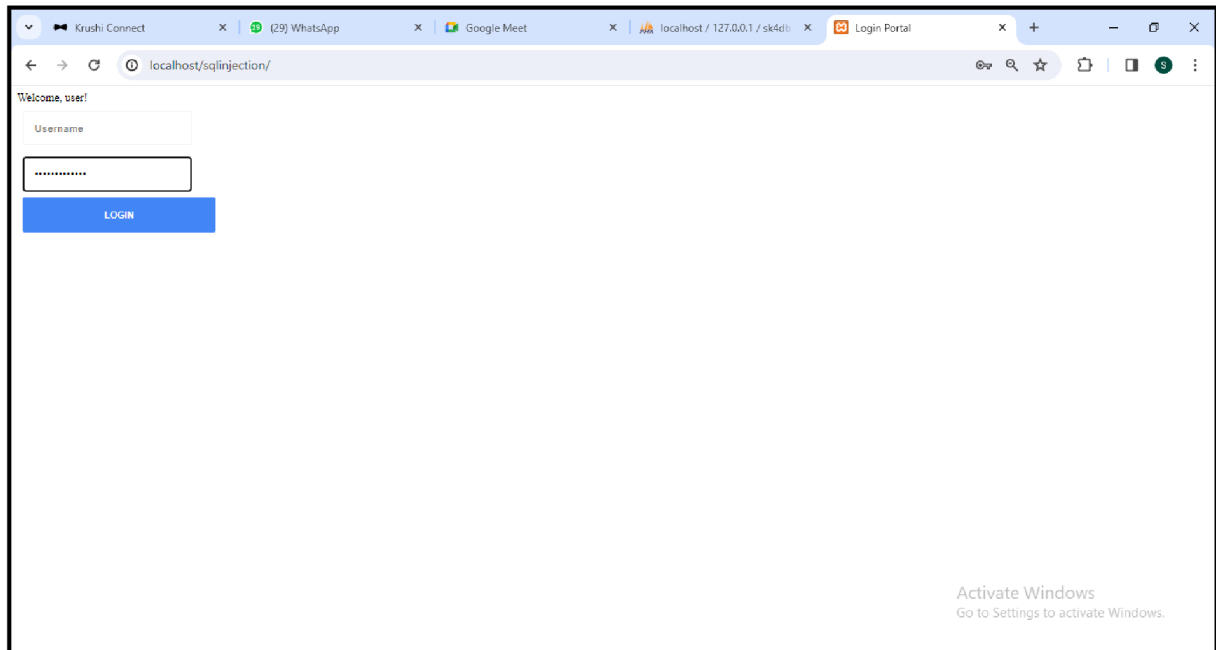 Krushi Connect
(29) WhatsApp
Google Meet
localhost / 127.0.0.1 / sk4db
Login Portal
localhost/sqlinjection/
S
Welcome, user!
Username
•••••••••••••
LOGIN
Activate Windows
Go to Settings to activate Windows.